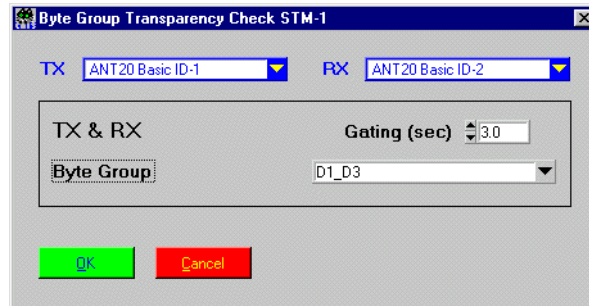 Byte Group Transparency Check STM-1
TX ANT20 Basic ID-1 RX ANT20 Basic ID-2
TX & RX Gating (sec) 3.0
Byte Group D1_D3
OK Cancel